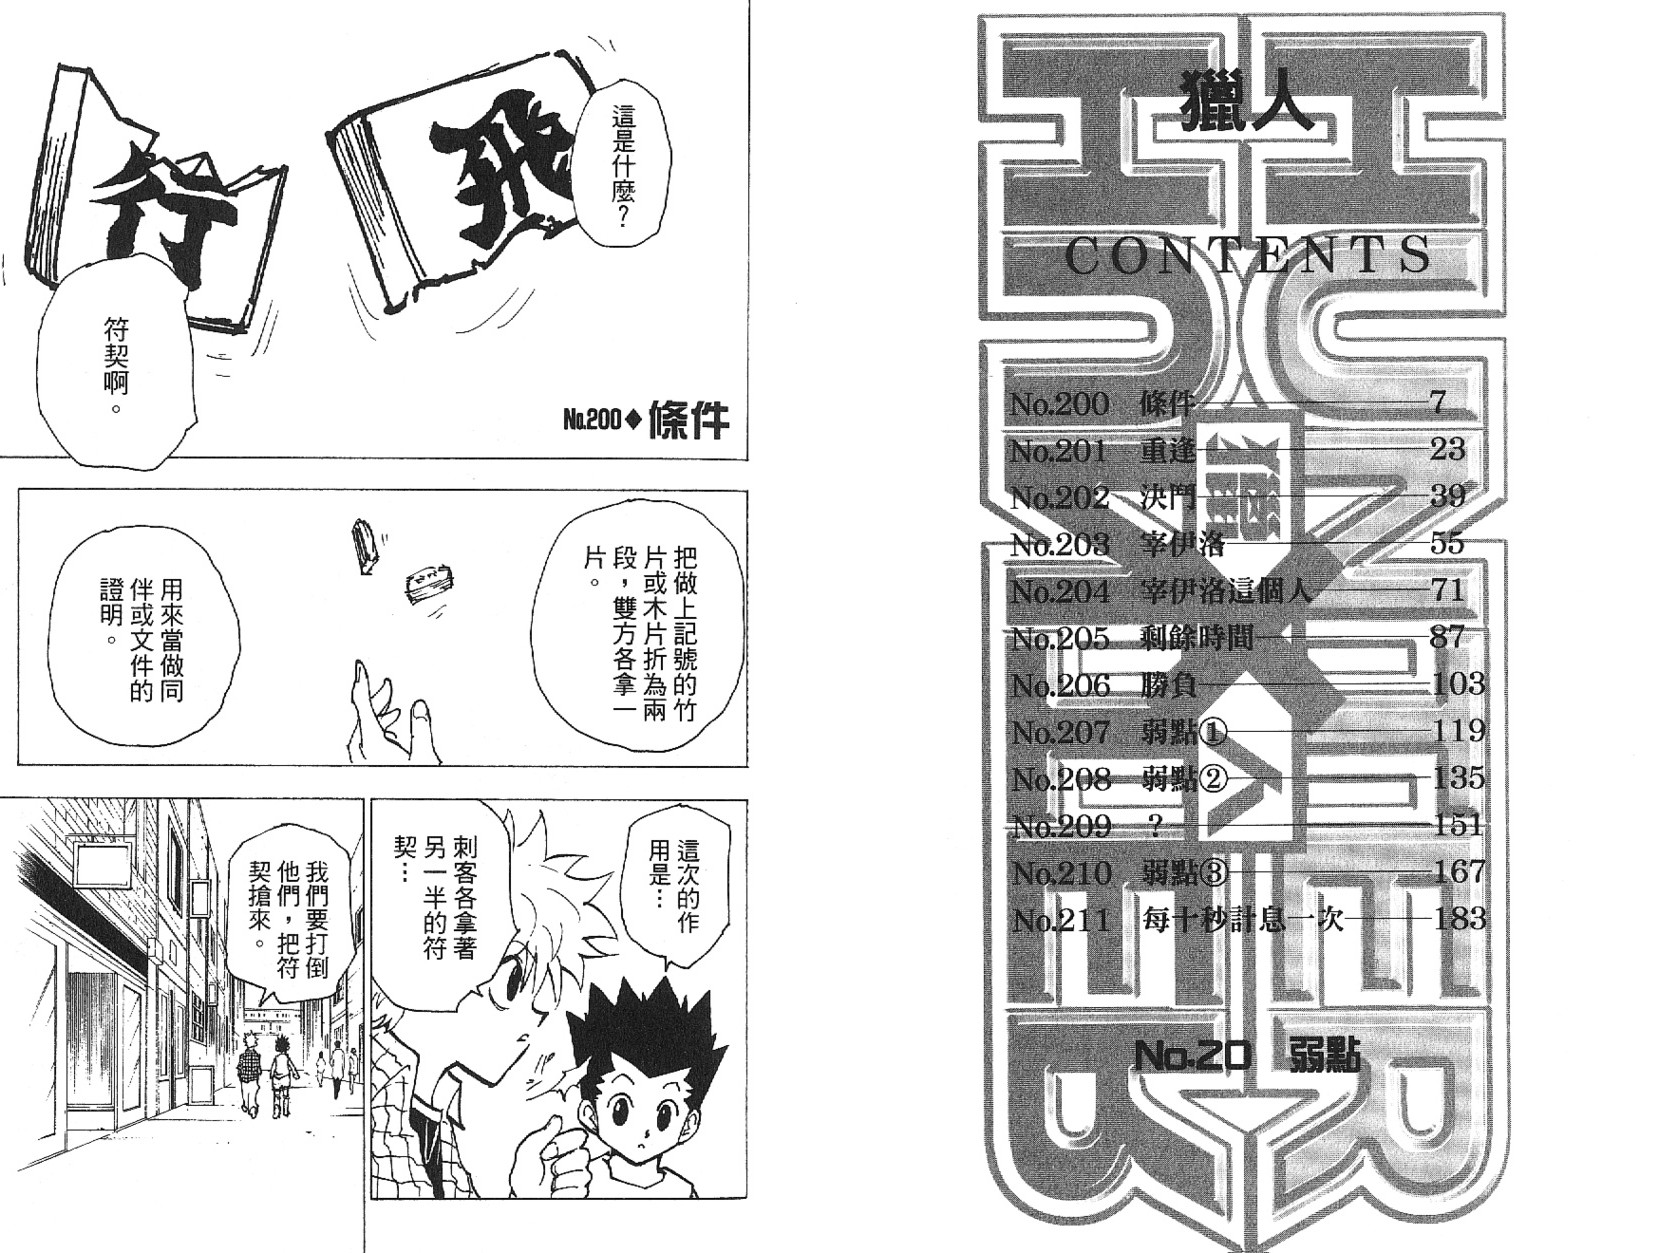 獵人
CONTENTS
No.200 條件 7
No.201 重逢 23
No.202 決鬥 39
No.203 宰伊洛 55
No.204 宰伊洛這個人 71
No.205 剩餘時間 87
No.206 勝負 103
No.207 弱點① 119
No.208 弱點② 135
No.209 ? 151
No.210 弱點③ 167
No.211 每十秒計息一次 183
No.20 弱點
HUNTER
HUNTER
獵
人
飛
行
這是什麼?
符契啊。
No.200◆條件
把做上記號的竹
片或木片折為兩
段，雙方各拿一
片。
用來當做同
伴或文件的
證明。
這次的作
用是…
刺客各拿著
另一半的符
契…
我們要打倒
他們，把符
契搶來。